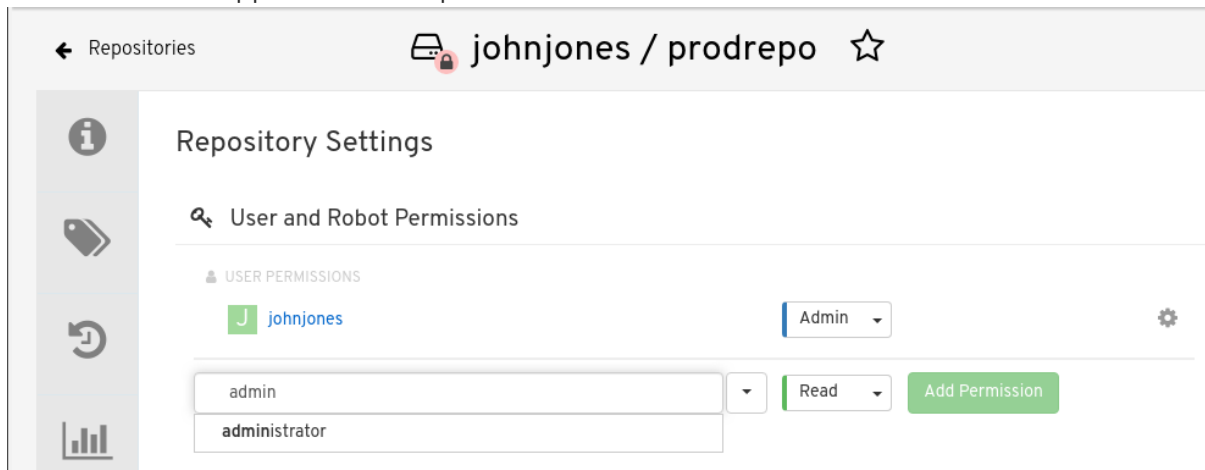 Repositories
johnjones / prodrepo
Repository Settings
User and Robot Permissions
USER PERMISSIONS
J johnjones Admin
admin Read Add Permission
administrator